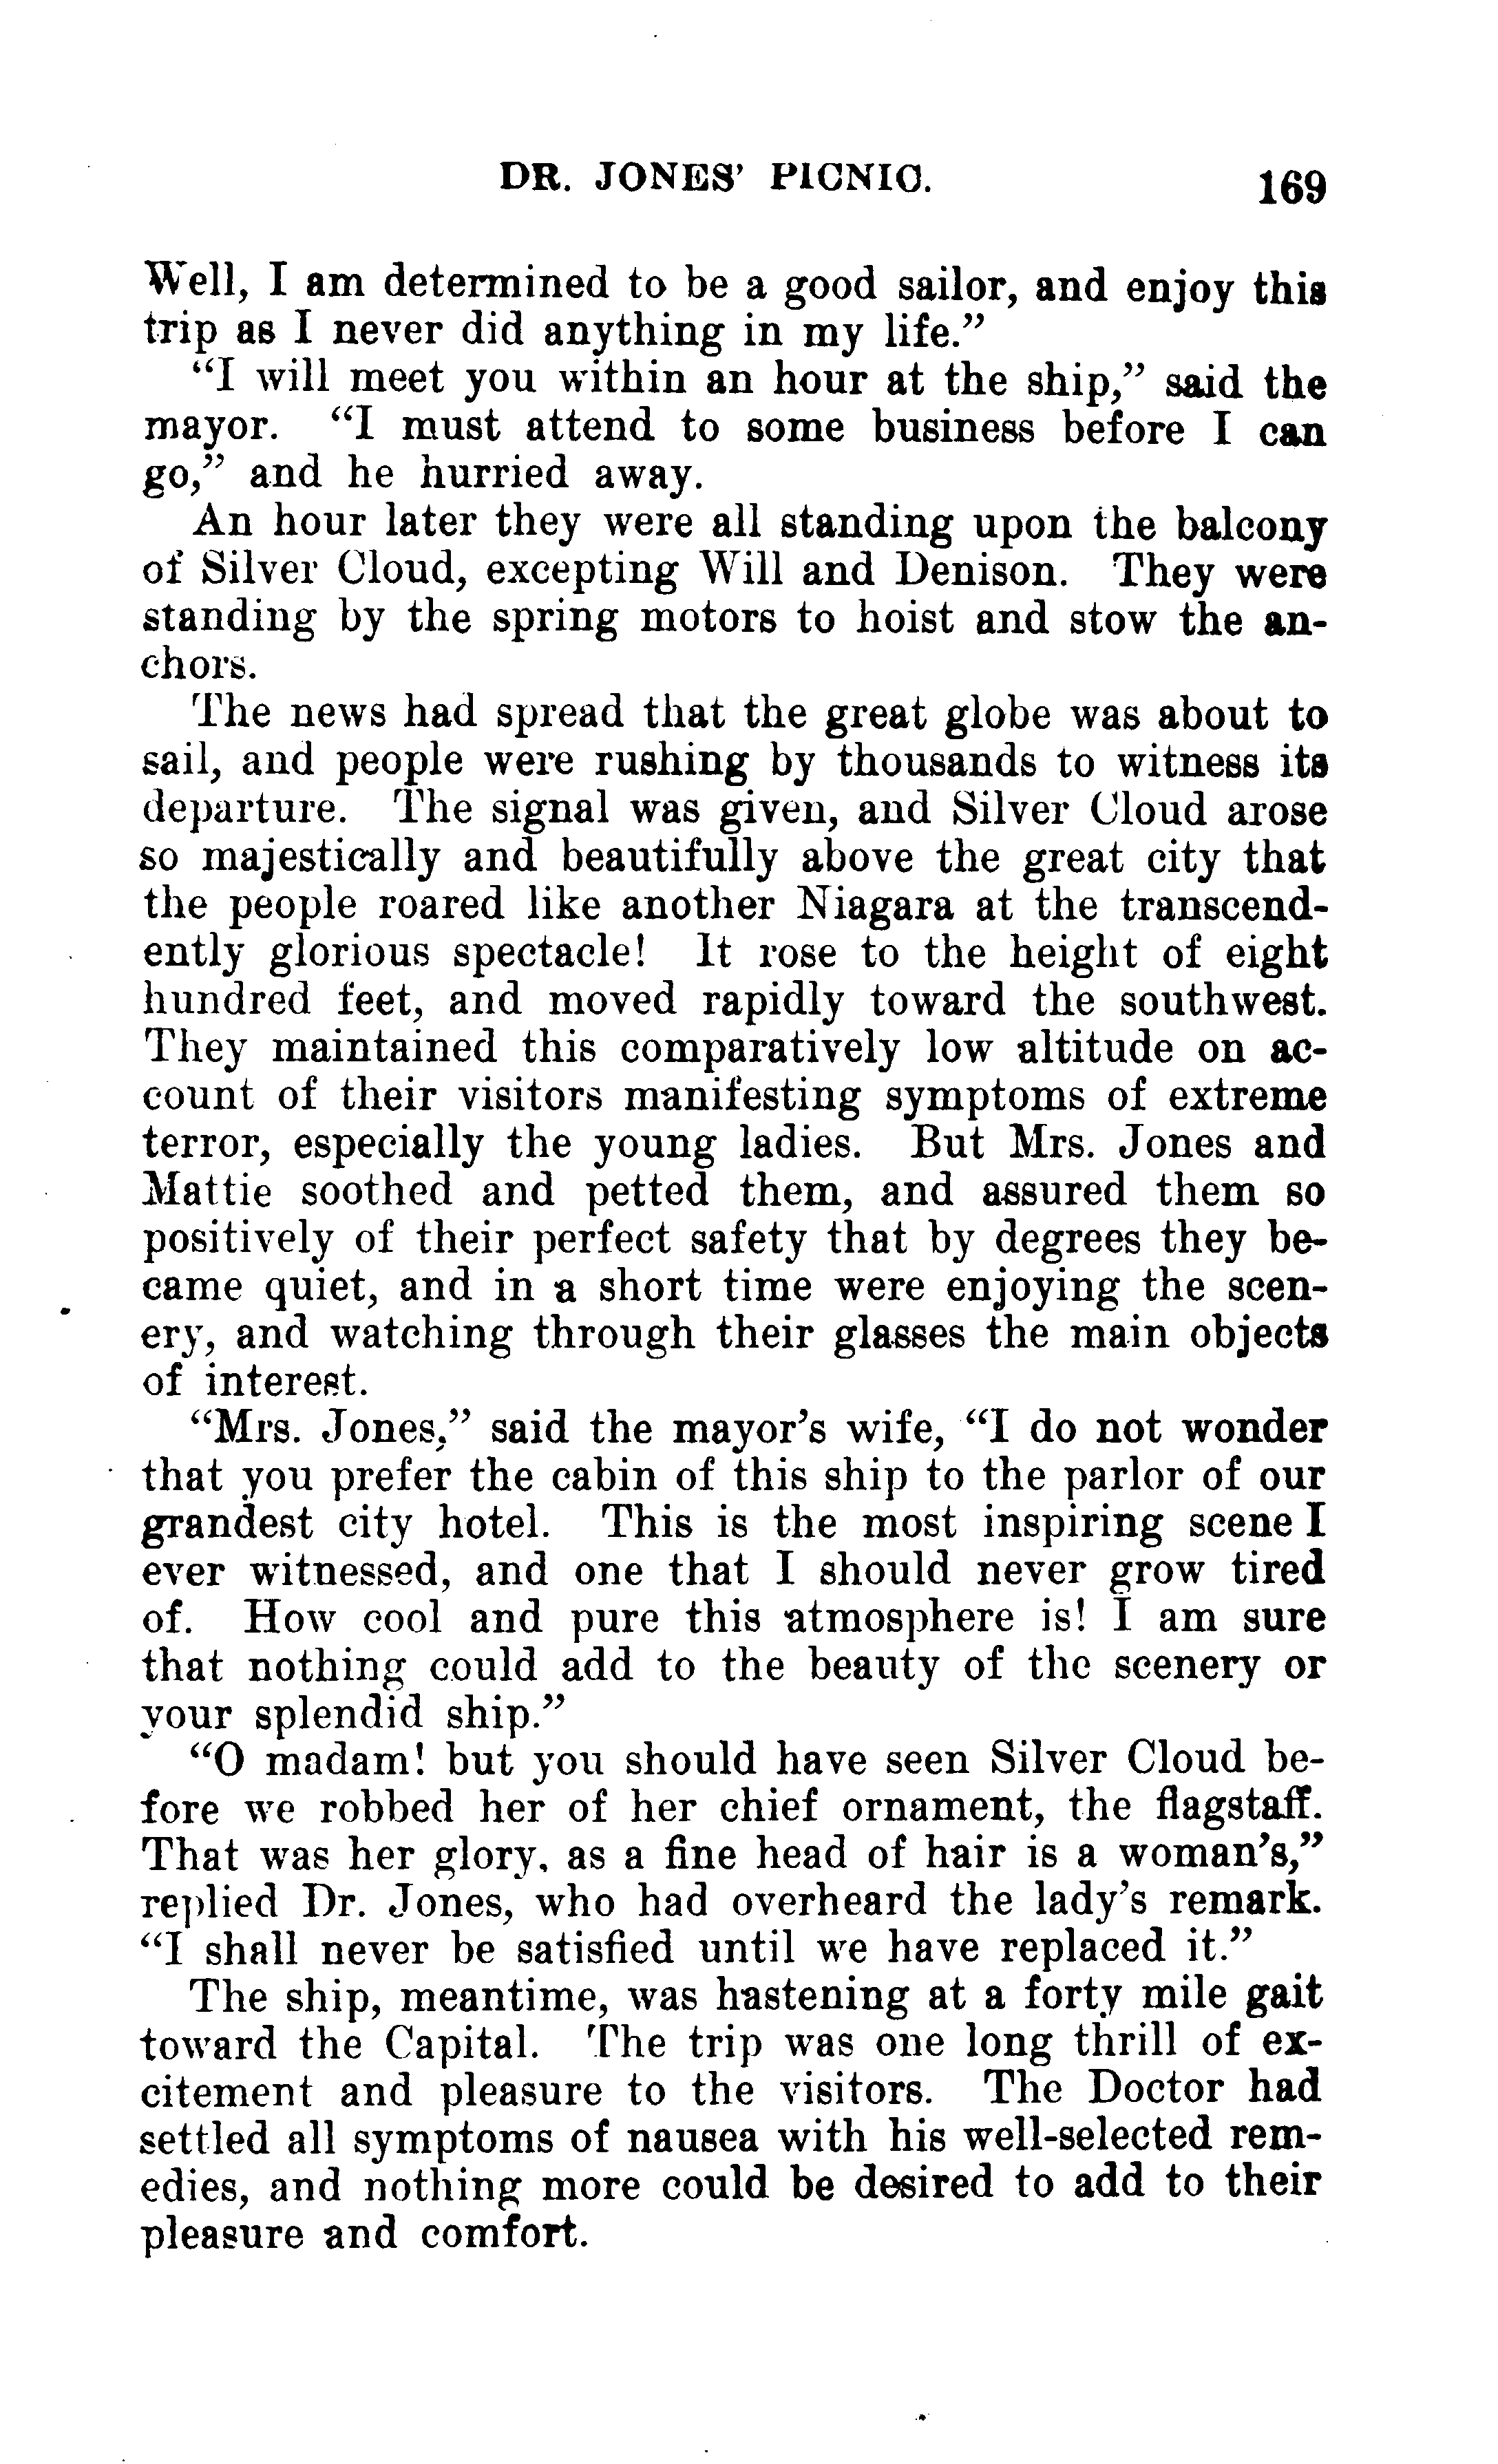 DR. JONES' PICNIC. 169
Well, I am determined to be a good sailor, and enjoy this
trip as I never did anything in my life.”
“I will meet you within an hour at the ship,” said the
mayor. “I must attend to some business before I can
go,” and he hurried away.
An hour later they were all standing upon the balcony
of Silver Cloud, excepting Will and Denison. They were
standing by the spring motors to hoist and stow the an-
chors.
The news had spread that the great globe was about to
sail, and people were rushing by thousands to witness its
departure. The signal was given, and Silver Cloud arose
so majestically and beautifully above the great city that
the people roared like another Niagara at the transcend-
ently glorious spectacle! It rose to the height of eight
hundred feet, and moved rapidly toward the southwest.
They maintained this comparatively low altitude on ac-
count of their visitors manifesting symptoms of extreme
terror, especially the young ladies. But Mrs. Jones and
Mattie soothed and petted them, and assured them so
positively of their perfect safety that by degrees they be-
came quiet, and in a short time were enjoying the scen-
ery, and watching through their glasses the main objects
of interest.
“Mrs. Jones,” said the mayor’s wife, “I do not wonder
that you prefer the cabin of this ship to the parlor of our
grandest city hotel. This is the most inspiring scene I
ever witnessed, and one that I should never grow tired
of. How cool and pure this atmosphere is! I am sure
that nothing could add to the beauty of the scenery or
your splendid ship.”
“O madam! but you should have seen Silver Cloud be-
fore we robbed her of her chief ornament, the flagstaff.
That was her glory, as a fine head of hair is a woman’s,”
replied Dr. Jones, who had overheard the lady’s remark.
“I shall never be satisfied until we have replaced it.”
The ship, meantime, was hastening at a forty mile gait
toward the Capital. The trip was one long thrill of ex-
citement and pleasure to the visitors. The Doctor had
settled all symptoms of nausea with his well-selected rem-
edies, and nothing more could be desired to add to their
pleasure and comfort.